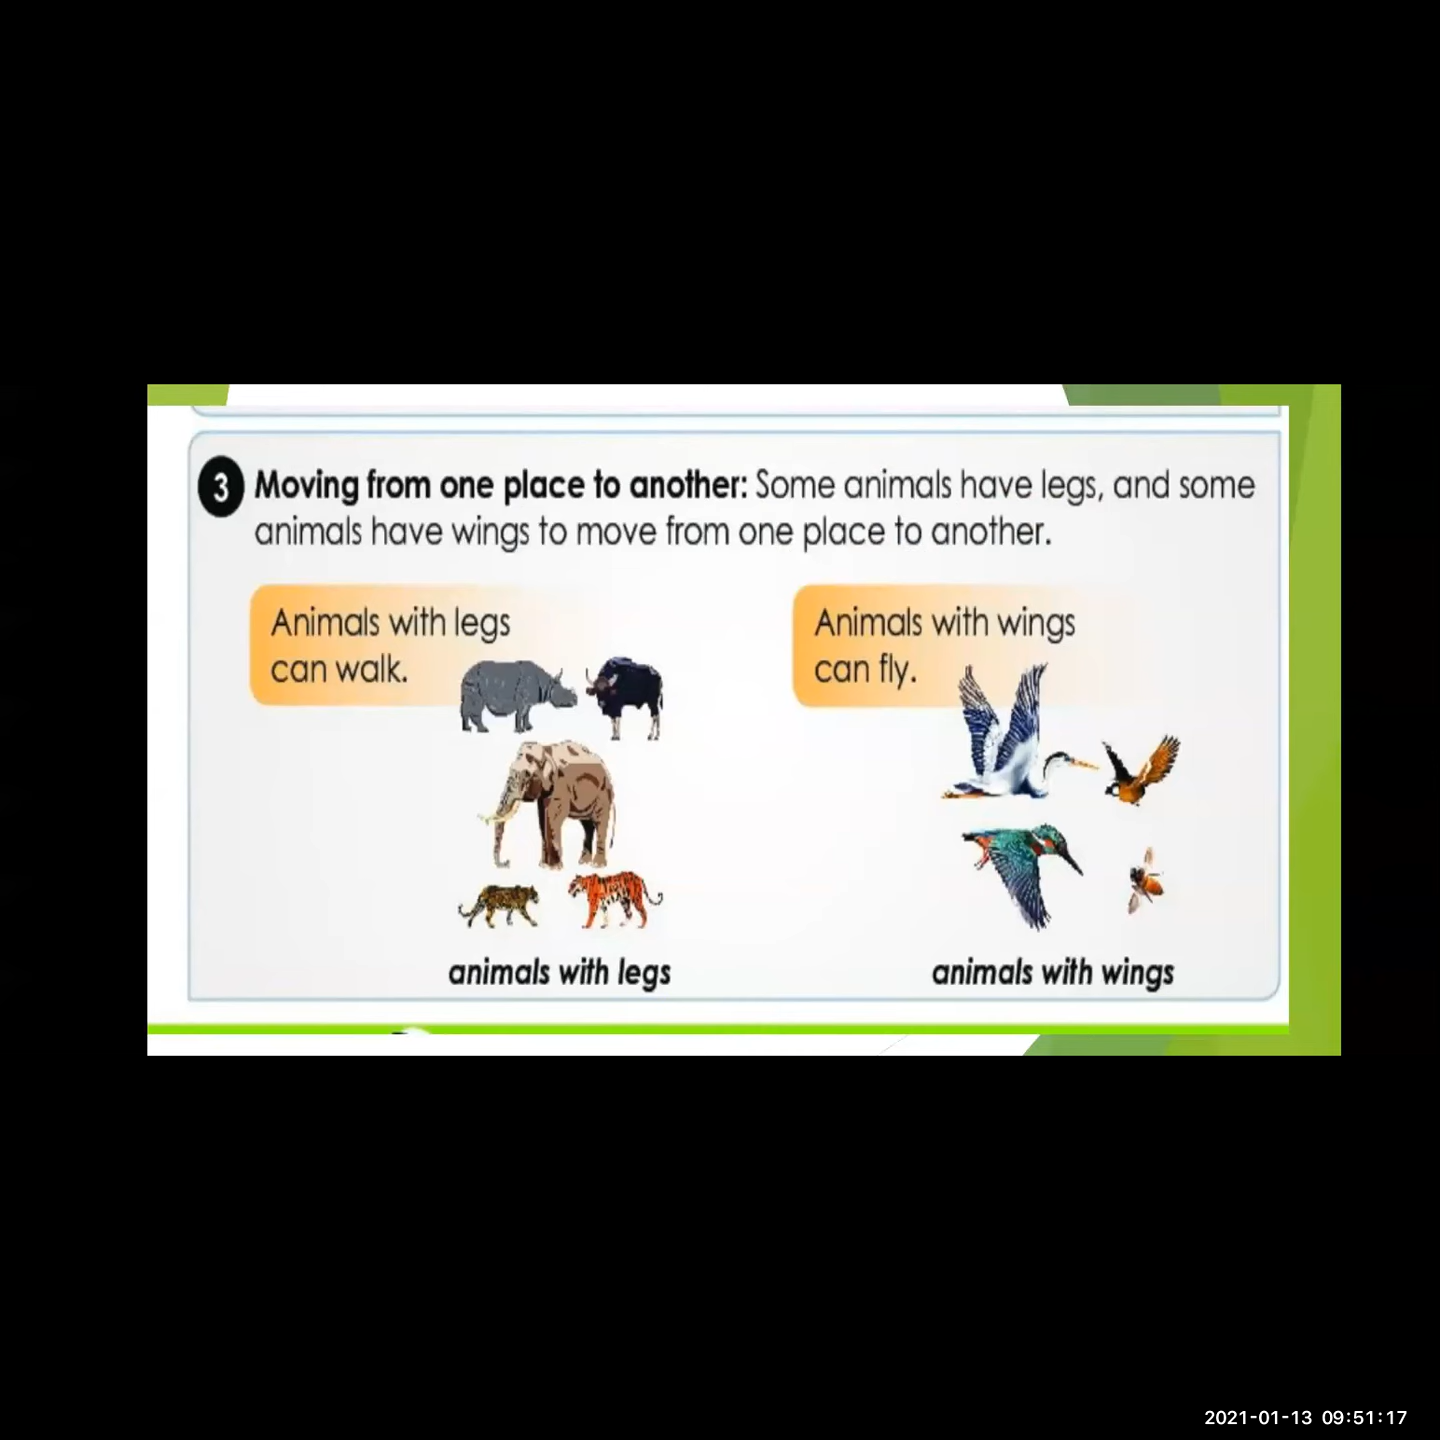 3 Moving from one place to another: Some animals have legs, and some
animals have wings to move from one place to another.
Animals with legs
can walk.
Animals with wings
can fly.
animals with legs
animals with wings
2021-01-13 09:51:17